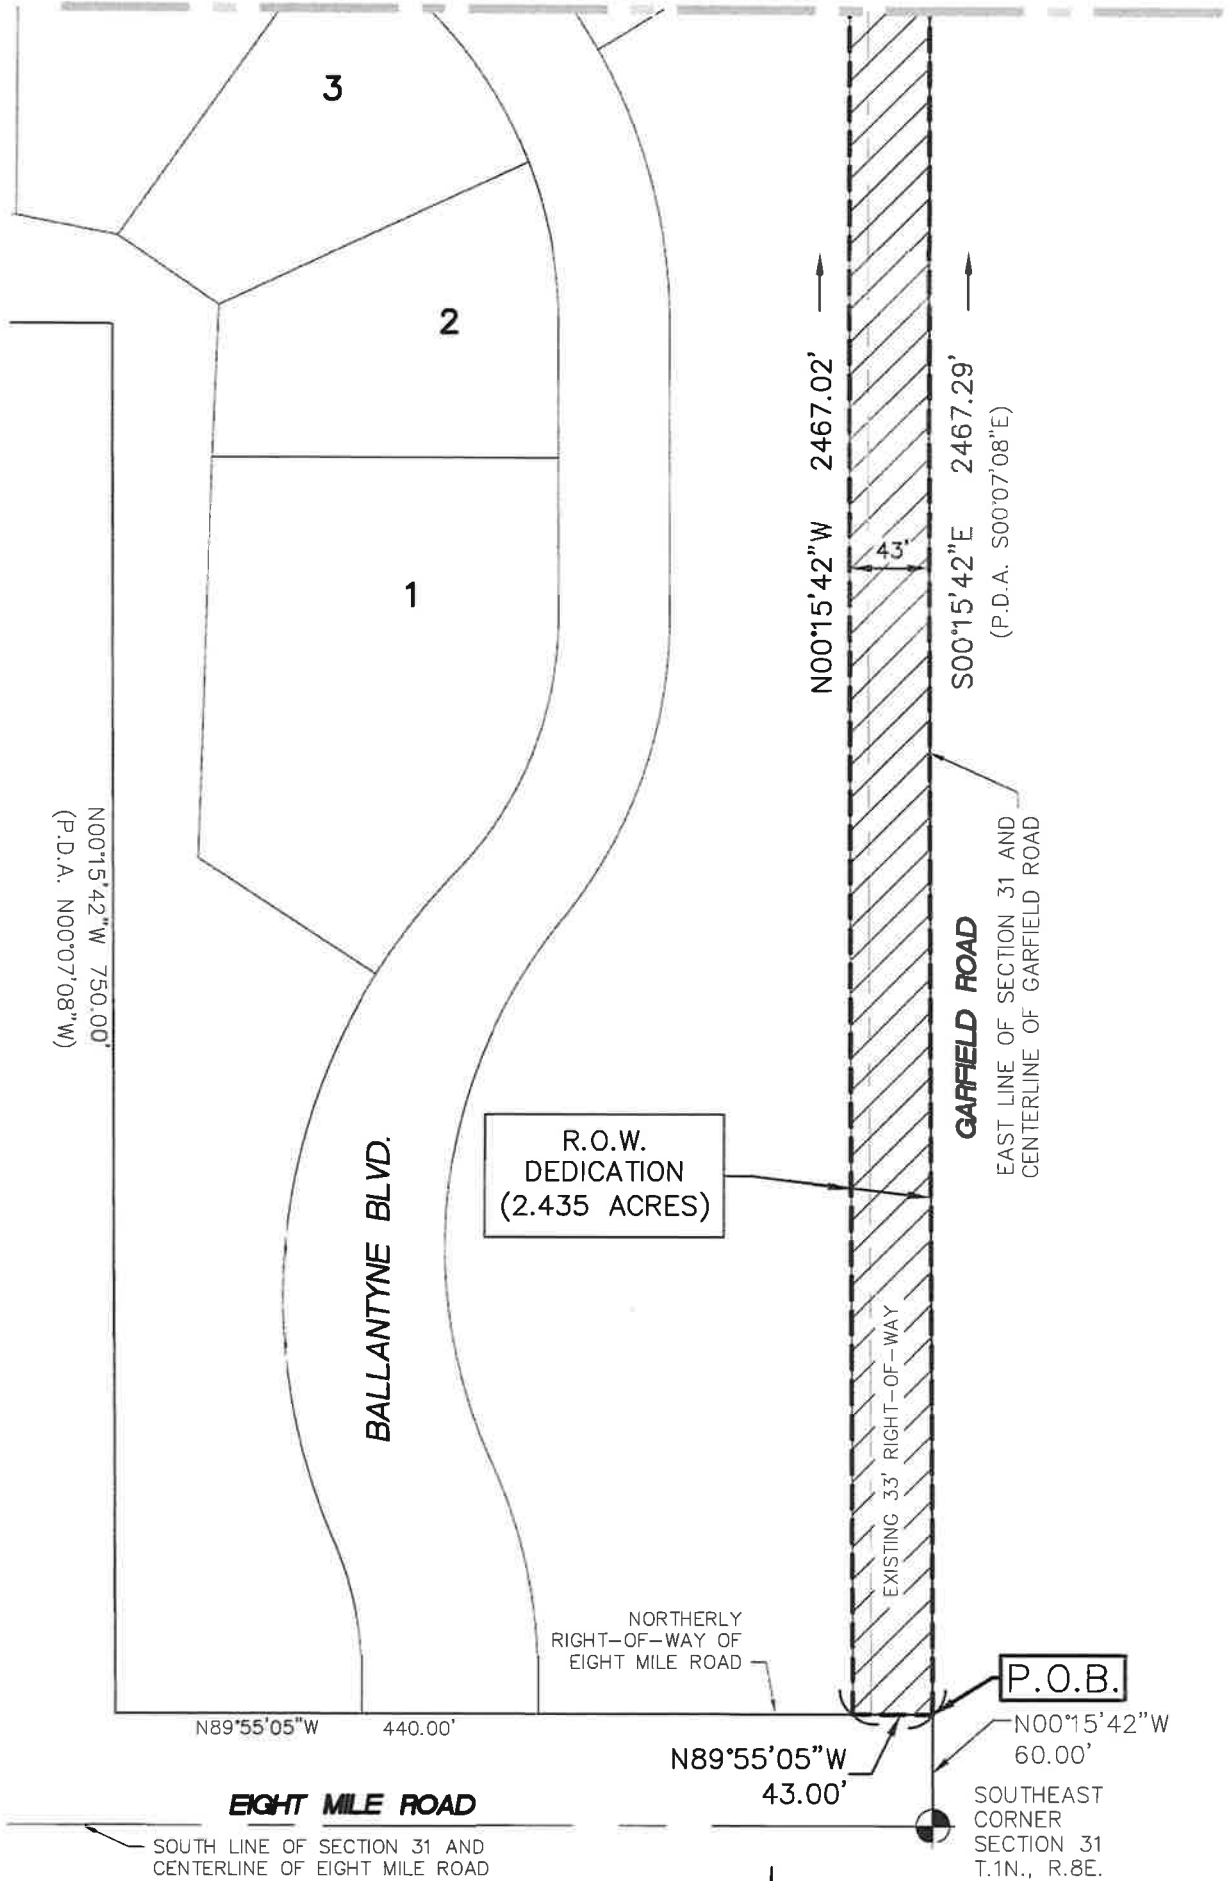 3
2
1
N00°15'42"W 2467.02'
S00°15'42"E 2467.29'
(P.D.A. S00°07'08"E)
43'
EAST LINE OF SECTION 31 AND
CENTERLINE OF GARFIELD ROAD
GARFIELD ROAD
N00°15'42"W 750.00'
(P.D.A. N00°07'08"W)
R.O.W.
DEDICATION
(2.435 ACRES)
BALLANTYNE BLVD.
EXISTING 33' RIGHT-OF-WAY
NORTHERLY
RIGHT-OF-WAY OF
EIGHT MILE ROAD
P.O.B.
N89°55'05"W 440.00'
N00°15'42"W
60.00'
N89°55'05"W
43.00'
EIGHT MILE ROAD
SOUTH LINE OF SECTION 31 AND
CENTERLINE OF EIGHT MILE ROAD
SOUTHEAST
CORNER
SECTION 31
T.1N., R.8E.